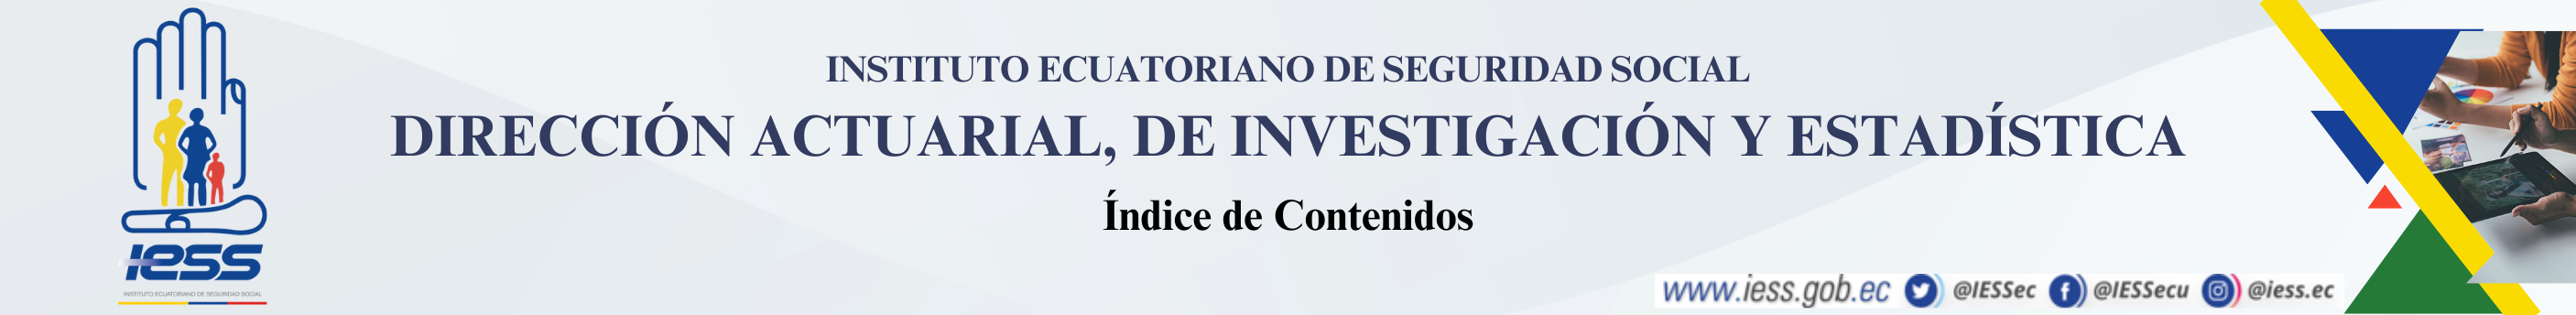 INSTITUTO ECUATORIANO DE SEGURIDAD SOCIAL
DIRECCIÓN ACTUARIAL, DE INVESTIGACIÓN Y ESTADÍSTICA
Índice de Contenidos
IESS
INSTITUTO ECUATORIANO DE SEGURIDAD SOCIAL
www.iess.gob.ec @IESSec @IESSecu @iess.ec